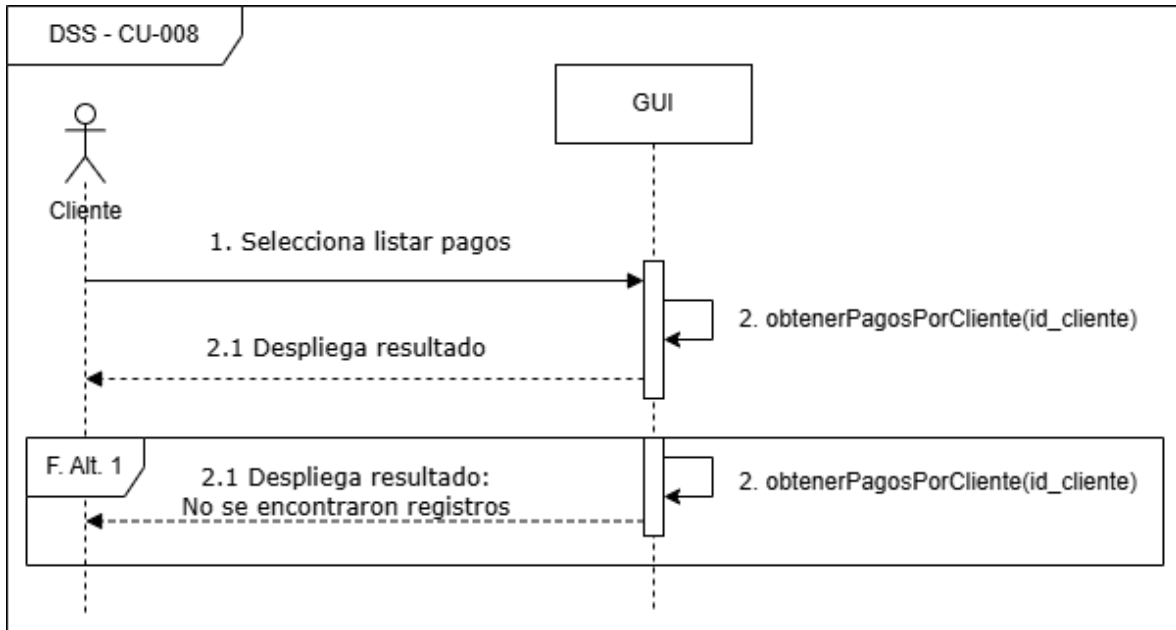 DSS - CU-008
GUI
Cliente
1. Selecciona listar pagos
2. obtenerPagosPorCliente(id_cliente)
2.1 Despliega resultado
F. Alt. 1
2.1 Despliega resultado:
No se encontraron registros
2. obtenerPagosPorCliente(id_cliente)